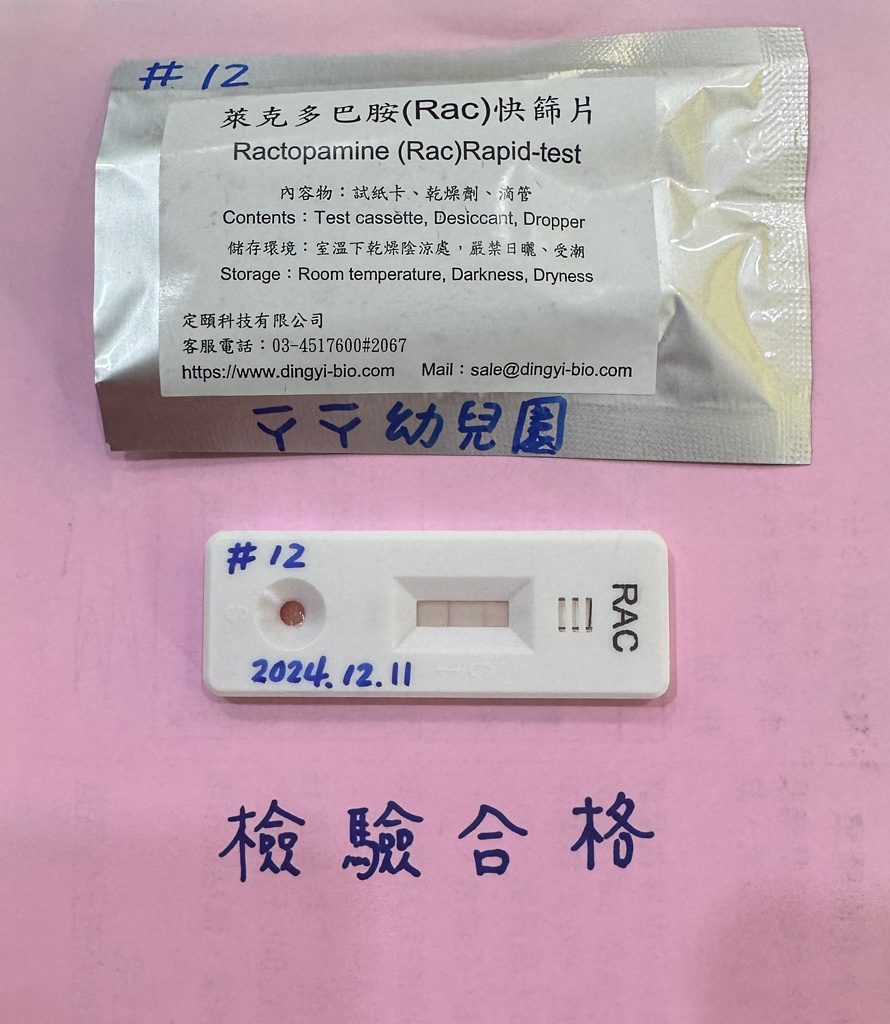 # 12
萊克多巴胺(Rac)快篩片
Ractopamine (Rac)Rapid-test
內容物：試紙卡、乾燥劑、滴管
Contents：Test cassette, Desiccant, Dropper
儲存環境：室溫下乾燥陰涼處，嚴禁日曬、受潮
Storage：Room temperature, Darkness, Dryness
定頤科技有限公司
客服電話：03-4517600#2067
https://www.dingyi-bio.com Mail：sale@dingyi-bio.com
丫丫幼兒園
# 12
RAC
S
T C
2024.12.11
檢驗合格